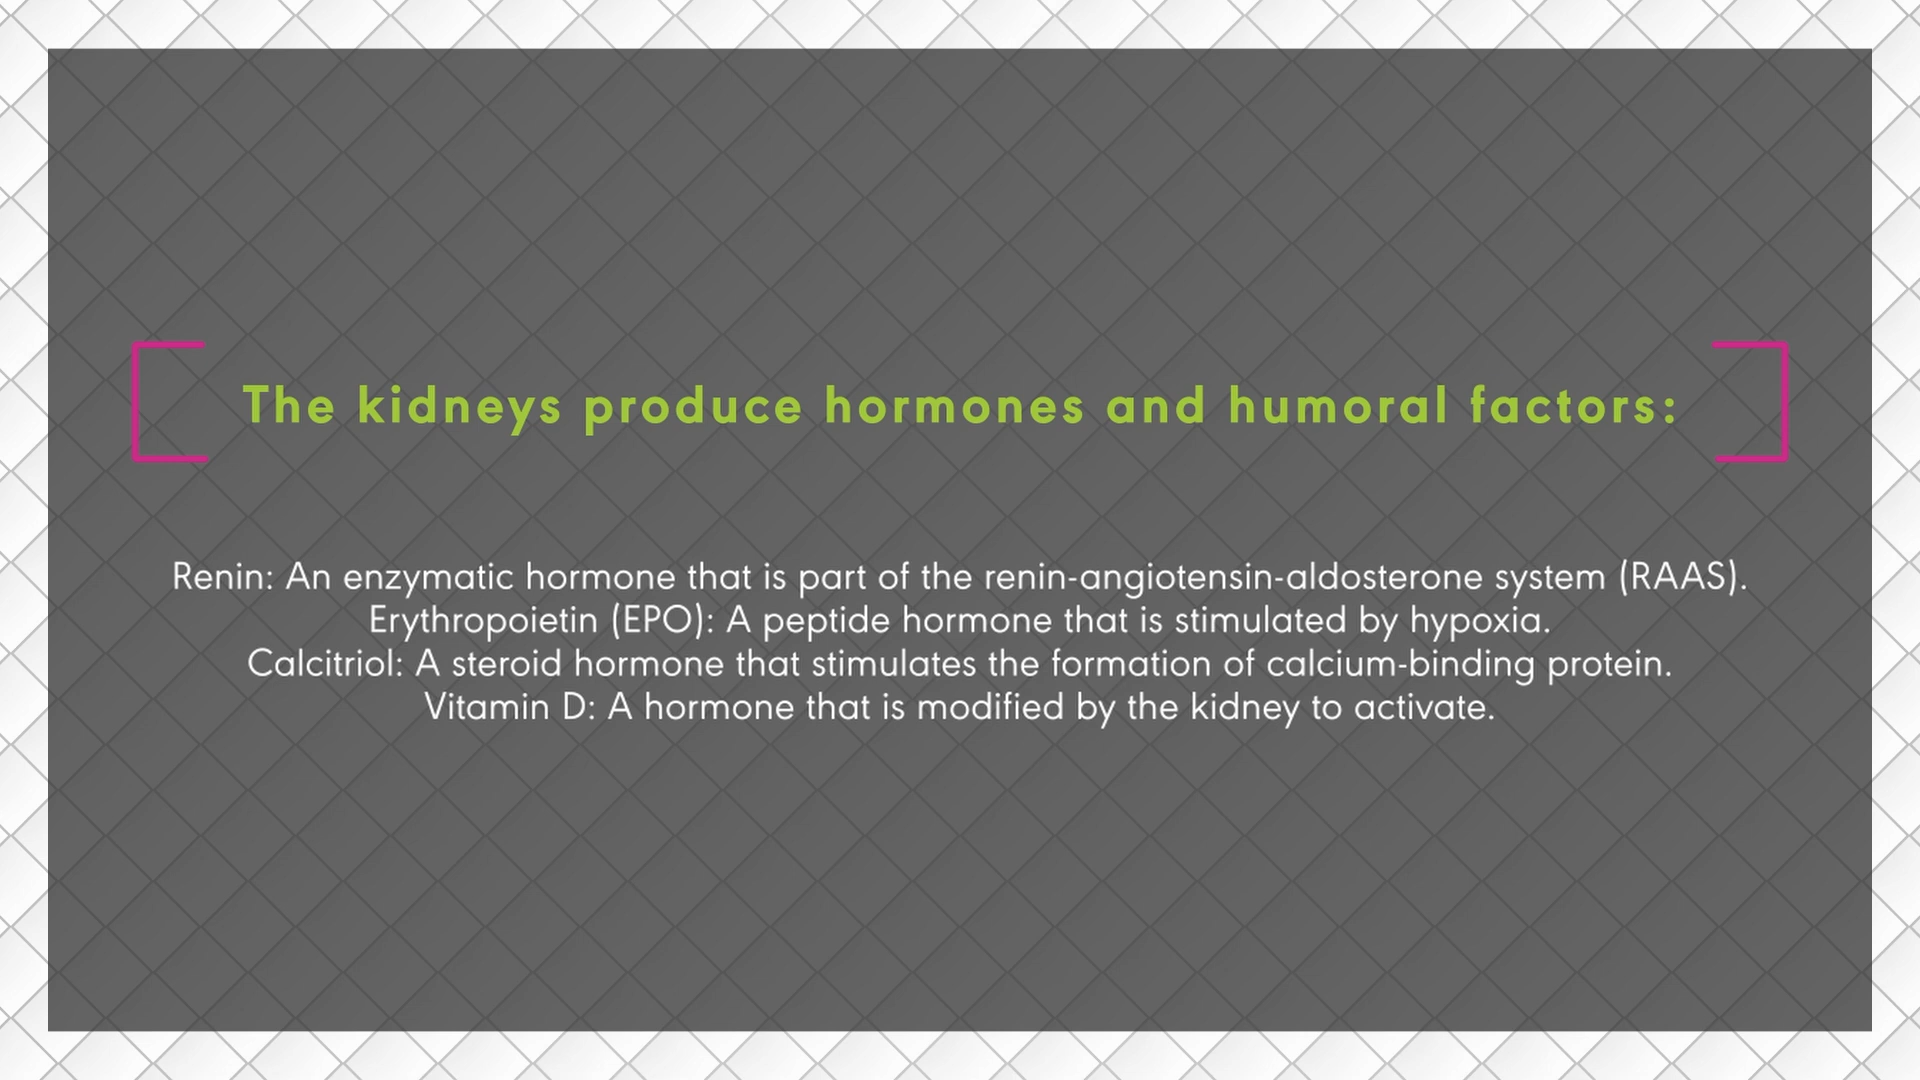 The kidneys produce hormones and humoral factors:
Renin: An enzymatic hormone that is part of the renin-angiotensin-aldosterone system (RAAS).
Erythropoietin (EPO): A peptide hormone that is stimulated by hypoxia.
Calcitriol: A steroid hormone that stimulates the formation of calcium-binding protein.
Vitamin D: A hormone that is modified by the kidney to activate.